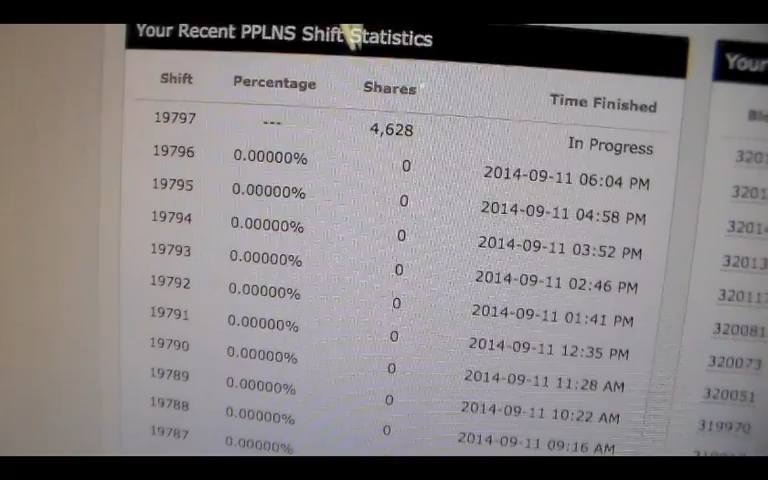 Your Recent PPLNS Shift Statistics
Shift Percentage Shares Time Finished
19797 --- 4,628 In Progress
19796 0.00000% 0 2014-09-11 06:04 PM
19795 0.00000% 0 2014-09-11 04:58 PM
19794 0.00000% 0 2014-09-11 03:52 PM
19793 0.00000% 0 2014-09-11 02:46 PM
19792 0.00000% 0 2014-09-11 01:41 PM
19791 0.00000% 0 2014-09-11 12:35 PM
19790 0.00000% 0 2014-09-11 11:28 AM
19789 0.00000% 0 2014-09-11 10:22 AM
19788 0.00000% 0 2014-09-11 09:16 AM
19787 0.00000%
Your
320081
320073
320051
319970